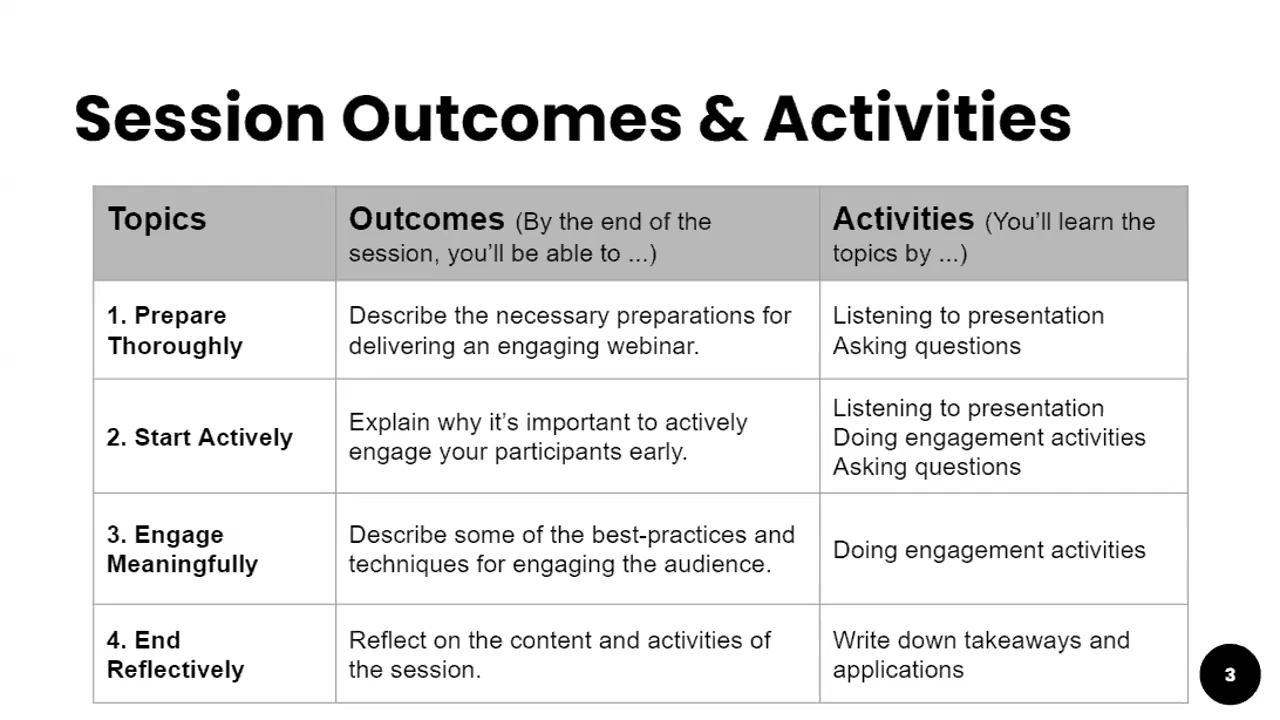 Session Outcomes & Activities
Topics
Outcomes (By the end of the
session, you’ll be able to ...)
Activities (You’ll learn the
topics by ...)
1. Prepare
Thoroughly
Describe the necessary preparations for
delivering an engaging webinar.
Listening to presentation
Asking questions
2. Start Actively
Explain why it’s important to actively
engage your participants early.
Listening to presentation
Doing engagement activities
Asking questions
3. Engage
Meaningfully
Describe some of the best-practices and
techniques for engaging the audience.
Doing engagement activities
4. End
Reflectively
Reflect on the content and activities of
the session.
Write down takeaways and
applications
3